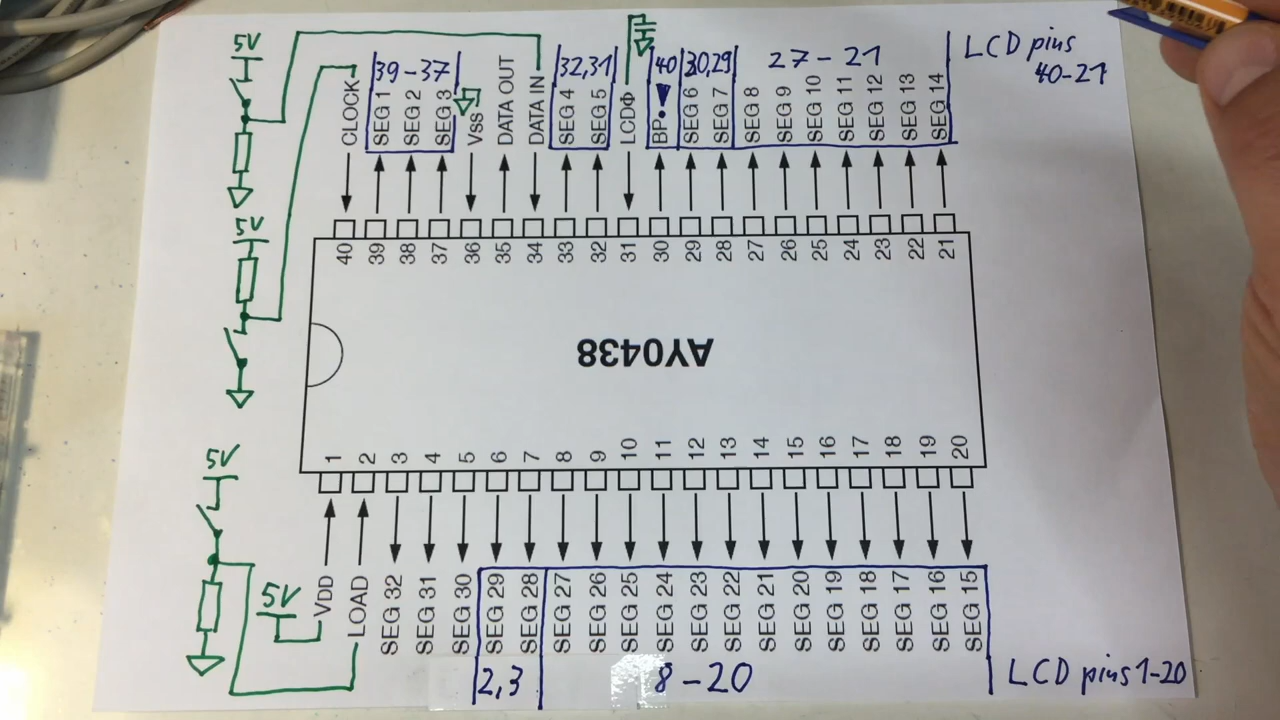 5V
39-37
32,31
40
30,29
27-21
LCD pins
40-21
CLOCK
SEG 1
SEG 2
SEG 3
Vss
DATA OUT
DATA IN
SEG 4
SEG 5
LCDΦ
BP
SEG 6
SEG 7
SEG 8
SEG 9
SEG 10
SEG 11
SEG 12
SEG 13
SEG 14
5V
40
39
38
37
36
35
34
33
32
31
30
29
28
27
26
25
24
23
22
21
AY0438
5V
1
2
3
4
5
6
7
8
9
10
11
12
13
14
15
16
17
18
19
20
5V
VDD
LOAD
SEG 32
SEG 31
SEG 30
SEG 29
SEG 28
SEG 27
SEG 26
SEG 25
SEG 24
SEG 23
SEG 22
SEG 21
SEG 20
SEG 19
SEG 18
SEG 17
SEG 16
SEG 15
2,3
8-20
LCD pins 1-20